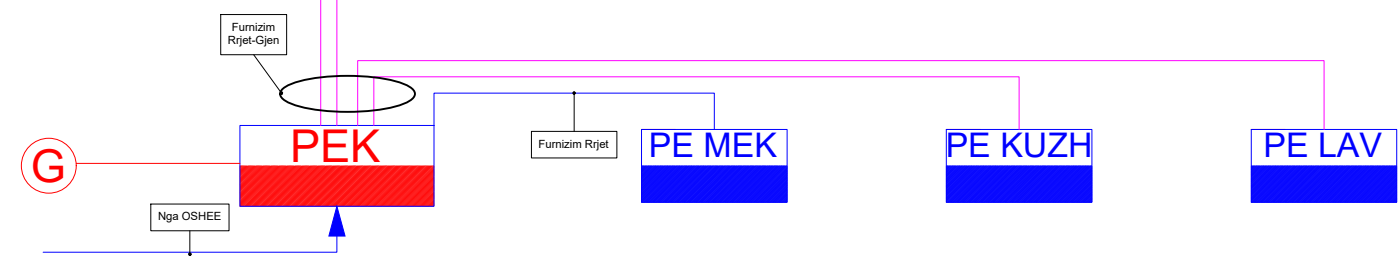 Furnizim
Rrjet-Gjen
PEK
G
Furnizim Rrjet
PE MEK
PE KUZH
PE LAV
Nga OSHEE